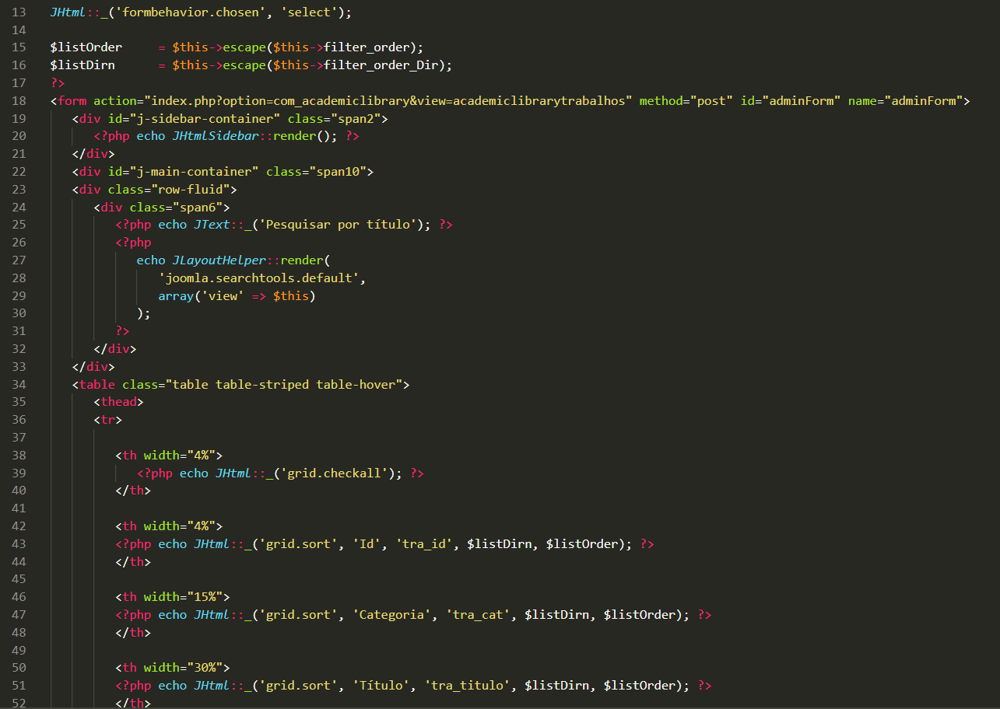 13 JHtml::_('formbehavior.chosen', 'select');
14
15 $listOrder     = $this->escape($this->filter_order);
16 $listDirn      = $this->escape($this->filter_order_Dir);
17 ?>
18 <form action="index.php?option=com_academiclibrary&view=academiclibrarytrabalhos" method="post" id="adminForm" name="adminForm">
19    <div id="j-sidebar-container" class="span2">
20       <?php echo JHtmlSidebar::render(); ?>
21    </div>
22    <div id="j-main-container" class="span10">
23    <div class="row-fluid">
24       <div class="span6">
25          <?php echo JText::_('Pesquisar por título'); ?>
26          <?php
27             echo JLayoutHelper::render(
28                'joomla.searchtools.default',
29                array('view' => $this)
30             );
31          ?>
32       </div>
33    </div>
34    <table class="table table-striped table-hover">
35       <thead>
36       <tr>
37
38          <th width="4%">
39             <?php echo JHtml::_('grid.checkall'); ?>
40          </th>
41
42          <th width="4%">
43          <?php echo JHtml::_('grid.sort', 'Id', 'tra_id', $listDirn, $listOrder); ?>
44          </th>
45
46          <th width="15%">
47          <?php echo JHtml::_('grid.sort', 'Categoria', 'tra_cat', $listDirn, $listOrder); ?>
48          </th>
49
50          <th width="30%">
51          <?php echo JHtml::_('grid.sort', 'Título', 'tra_titulo', $listDirn, $listOrder); ?>
52          </th>